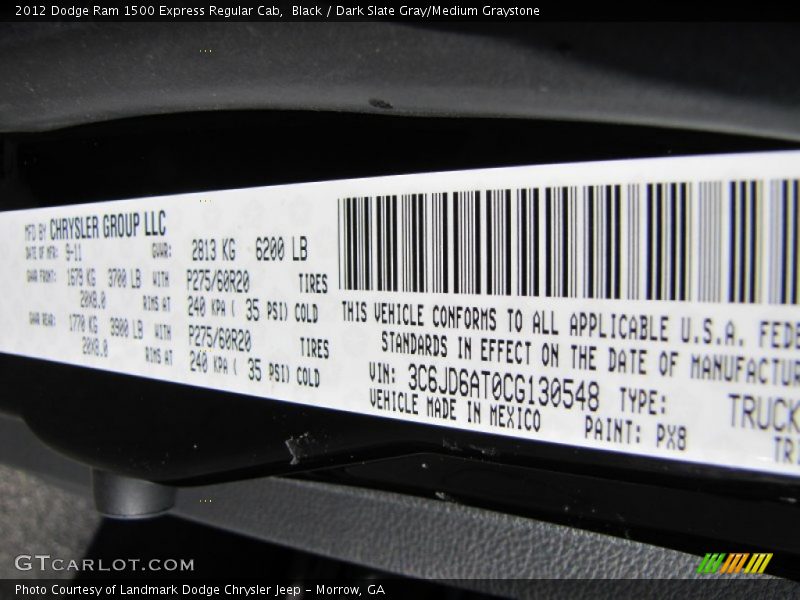 2012 Dodge Ram 1500 Express Regular Cab,  Black / Dark Slate Gray/Medium Graystone
MFD BY CHRYSLER GROUP LLC
DATE OF MFR: 9-11 GVWR: 2813 KG 6200 LB
GAWR FRONT: 1679 KG 3700 LB WITH P275/60R20 TIRES
20X8.0 RIMS AT 240 KPA ( 35 PSI) COLD
GAWR REAR: 1770 KG 3900 LB WITH P275/60R20 TIRES
20X8.0 RIMS AT 240 KPA ( 35 PSI) COLD
THIS VEHICLE CONFORMS TO ALL APPLICABLE U.S.A. FEDE
STANDARDS IN EFFECT ON THE DATE OF MANUFACTUR
VIN: 3C6JD6AT0CG130548 TYPE: TRUCK
VEHICLE MADE IN MEXICO PAINT: PX8 TRI
GTCARLOT.COM
Photo Courtesy of Landmark Dodge Chrysler Jeep – Morrow, GA